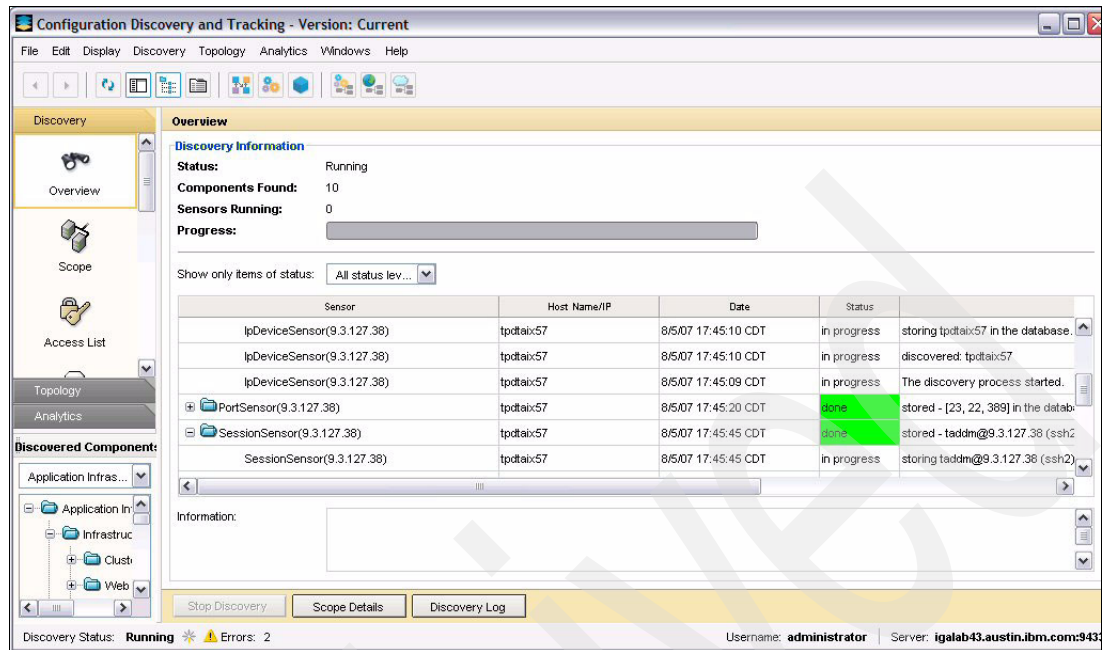 Configuration Discovery and Tracking - Version: Current
File Edit Display Discovery Topology Analytics Windows Help
Discovery
Overview
Scope
Access List
Topology
Analytics
Discovered Components
Application Infras...
Application In
Infrastruc
Clust
Web
Overview
Discovery Information
Status: Running
Components Found: 10
Sensors Running: 0
Progress:
Show only items of status: All status lev...
Sensor Host Name/IP Date Status
IpDeviceSensor(9.3.127.38) tpdtaix57 8/5/07 17:45:10 CDT in progress storing tpdtaix57 in the database.
IpDeviceSensor(9.3.127.38) tpdtaix57 8/5/07 17:45:10 CDT in progress discovered: tpdtaix57
IpDeviceSensor(9.3.127.38) tpdtaix57 8/5/07 17:45:09 CDT in progress The discovery process started.
PortSensor(9.3.127.38) tpdtaix57 8/5/07 17:45:20 CDT done stored - [23, 22, 389] in the datab
SessionSensor(9.3.127.38) tpdtaix57 8/5/07 17:45:45 CDT done stored - taddm@9.3.127.38 (ssh2
SessionSensor(9.3.127.38) tpdtaix57 8/5/07 17:45:45 CDT in progress storing taddm@9.3.127.38 (ssh2)
Information:
Stop Discovery Scope Details Discovery Log
Discovery Status: Running Errors: 2 Username: administrator Server: igalab43.austin.ibm.com:9433